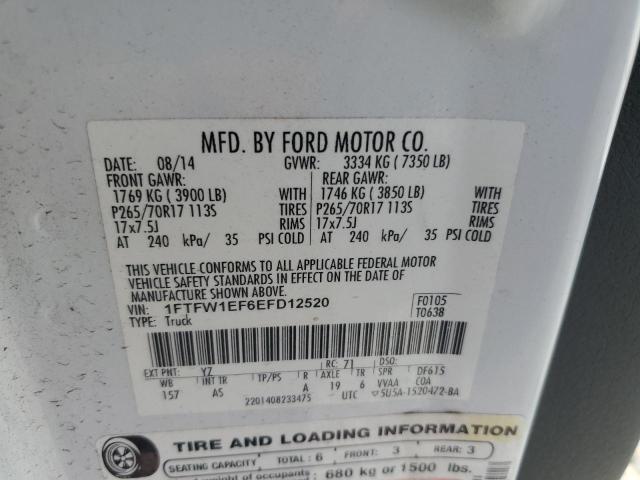 MFD. BY FORD MOTOR CO.
DATE: 08/14 GVWR: 3334 KG ( 7350 LB)
FRONT GAWR: REAR GAWR:
1769 KG ( 3900 LB) WITH 1746 KG ( 3850 LB) WITH
P265/70R17 113S TIRES P265/70R17 113S TIRES
17x7.5J RIMS 17x7.5J RIMS
AT 240 kPa/ 35 PSI COLD AT 240 kPa/ 35 PSI COLD
THIS VEHICLE CONFORMS TO ALL APPLICABLE FEDERAL MOTOR
VEHICLE SAFETY STANDARDS IN EFFECT ON THE DATE OF
MANUFACTURE SHOWN ABOVE.
VIN: 1FTFW1EF6EFD12520 F0105
TYPE: Truck T0638
EXT PNT: YZ RC: 71 DSO:
WB INT TR TP/PS R AXLE TR SPR DF615
157 AS A 19 6 VVAA COA
2201408233475 UTC 5U5A-1520472-BA
TIRE AND LOADING INFORMATION
SEATING CAPACITY TOTAL: 6 FRONT: 3 REAR: 3
weight of occupants 680 kg or 1500 lbs.